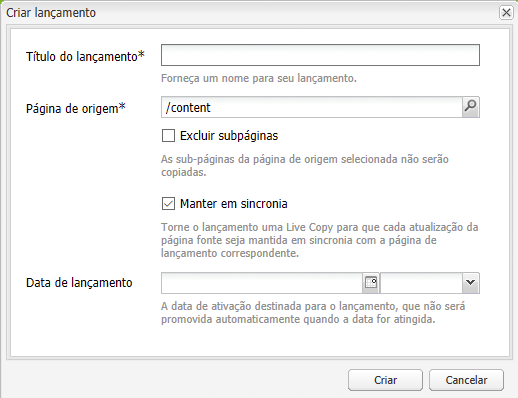 Criar lançamento
Título do lançamento*
Forneça um nome para seu lançamento.
Página de origem*
/content
Excluir subpáginas
As sub-páginas da página de origem selecionada não serão
copiadas.
Manter em sincronia
Torne o lançamento uma Live Copy para que cada atualização da
página fonte seja mantida em sincronia com a página de
lançamento correspondente.
Data de lançamento
A data de ativação destinada para o lançamento, que não será
promovida automaticamente quando a data for atingida.
Criar
Cancelar